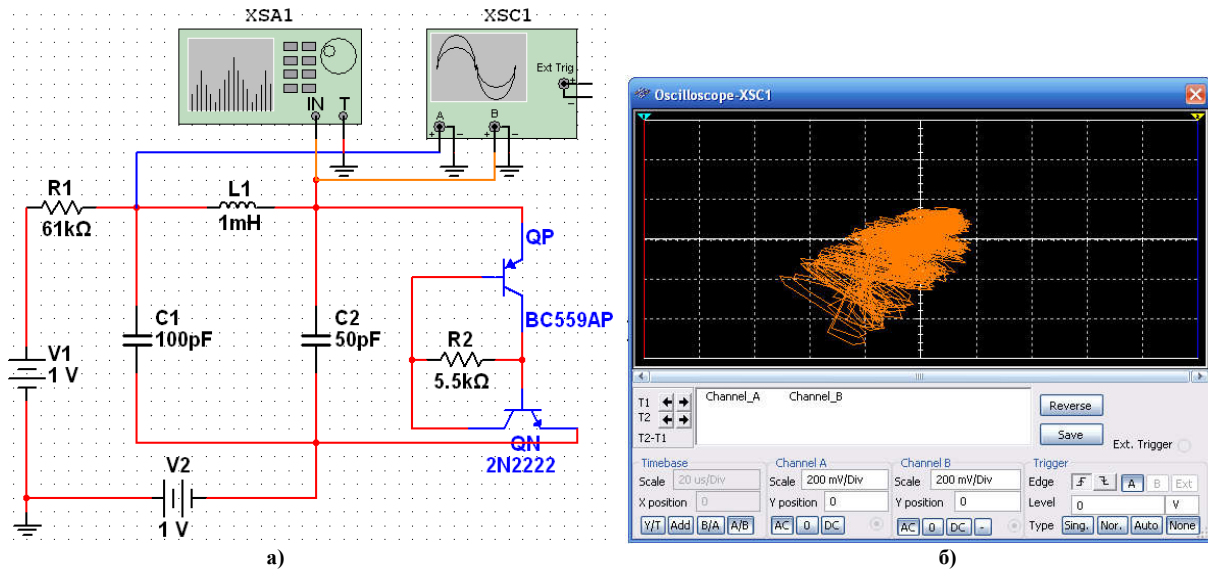 XSA1
XSC1
Ext Trig
+
−
IN T
A B
+ − + −
R1
61kΩ
L1
1mH
QP
BC559AP
C1
100pF
C2
50pF
R2
5.5kΩ
V1
1 V
QN
2N2222
V2
1 V
а)
Oscilloscope-XSC1
T1
T2
T2-T1
Channel_A Channel_B
Reverse
Save
Ext. Trigger
Timebase
Scale 20 us/Div
X position 0
Y/T Add B/A A/B
Channel A
Scale 200 mV/Div
Y position 0
AC 0 DC
Channel B
Scale 200 mV/Div
Y position 0
AC 0 DC -
Trigger
Edge A B Ext
Level 0 V
Type Sing. Nor. Auto None
б)